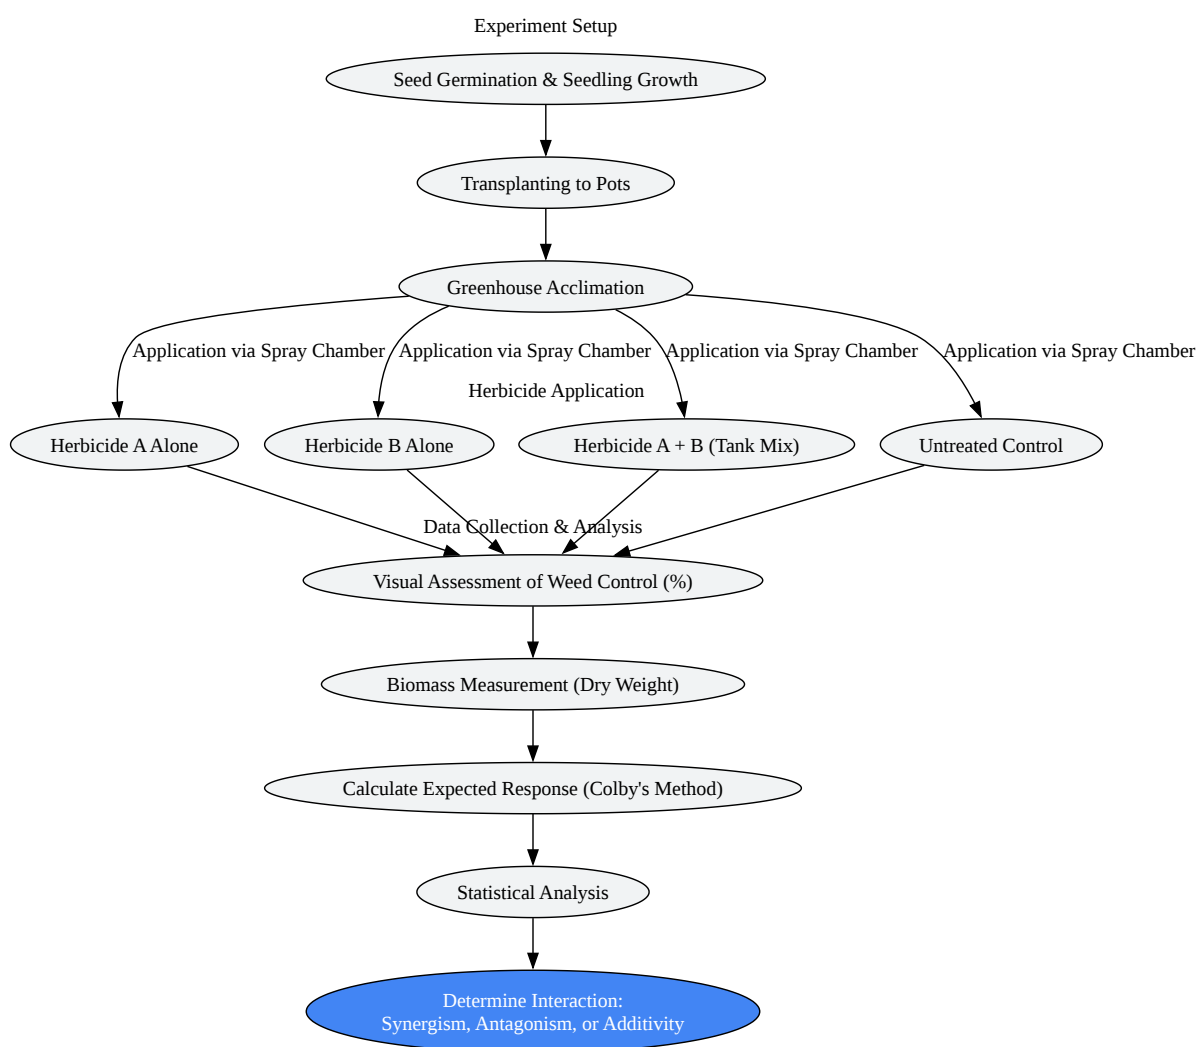 Experiment Setup
Seed Germination & Seedling Growth
Transplanting to Pots
Greenhouse Acclimation
Application via Spray Chamber
Application via Spray Chamber
Application via Spray Chamber
Application via Spray Chamber
Herbicide Application
Herbicide A Alone
Herbicide B Alone
Herbicide A + B (Tank Mix)
Untreated Control
Data Collection & Analysis
Visual Assessment of Weed Control (%)
Biomass Measurement (Dry Weight)
Calculate Expected Response (Colby's Method)
Statistical Analysis
Determine Interaction:
Synergism, Antagonism, or Additivity